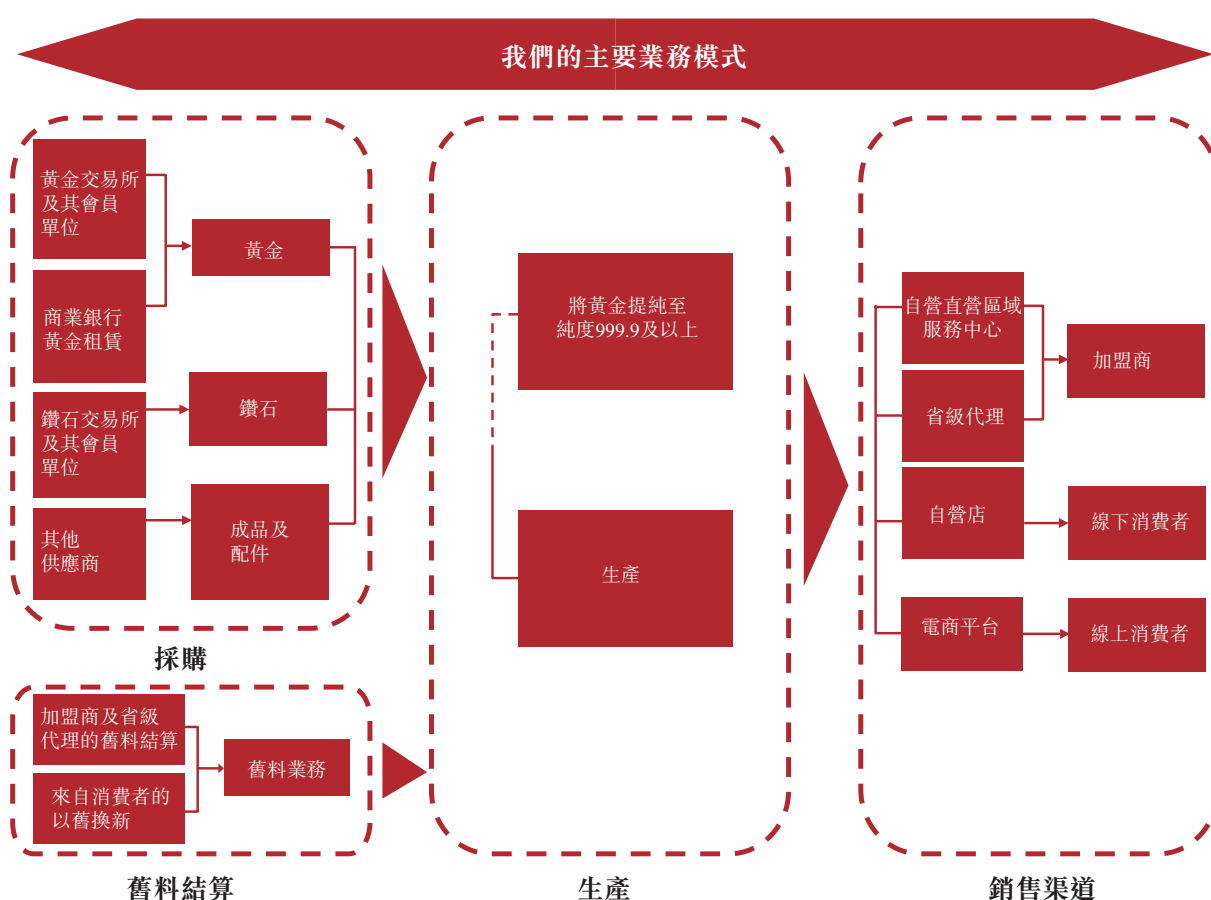 我們的主要業務模式
黃金交易所
及其會員
單位
商業銀行
黃金租賃
鑽石交易所
及其會員
單位
其他
供應商
黃金
鑽石
成品及
配件
採購
加盟商及省級
代理的舊料結算
來自消費者的
以舊換新
舊料業務
舊料結算
將黃金提純至
純度999.9及以上
生產
生產
自營直營區域
服務中心
省級代理
自營店
電商平台
加盟商
線下消費者
線上消費者
銷售渠道